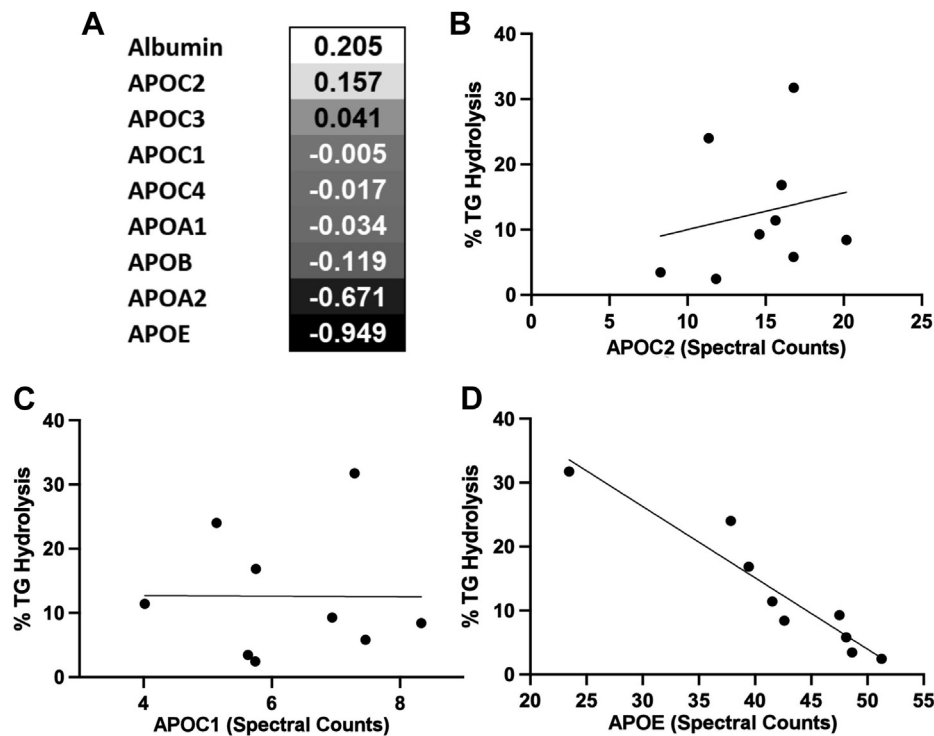 A
Albumin 0.205
APOC2 0.157
APOC3 0.041
APOC1 -0.005
APOC4 -0.017
APOA1 -0.034
APOB -0.119
APOA2 -0.671
APOE -0.949
B
% TG Hydrolysis
40
30
20
10
0
0 5 10 15 20 25
APOC2 (Spectral Counts)
C
% TG Hydrolysis
40
30
20
10
0
4 6 8
APOC1 (Spectral Counts)
D
% TG Hydrolysis
40
30
20
10
0
20 25 30 35 40 45 50 55
APOE (Spectral Counts)